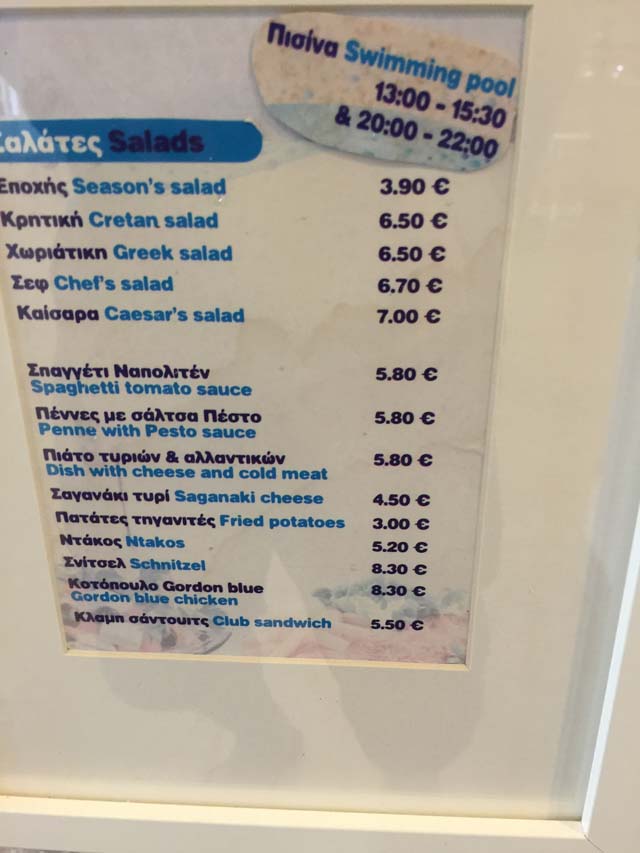 Πισίνα Swimming pool
13:00 - 15:30
& 20:00 - 22:00
Σαλάτες Salads
Εποχής Season's salad 3.90 €
Κρητική Cretan salad 6.50 €
Χωριάτικη Greek salad 6.50 €
Σεφ Chef's salad 6.70 €
Καίσαρα Caesar's salad 7.00 €
Σπαγγέτι Ναπολιτέν 5.80 €
Spaghetti tomato sauce
Πέννες με σάλτσα Πέστο 5.80 €
Penne with Pesto sauce
Πιάτο τυριών & αλλαντικών 5.80 €
Dish with cheese and cold meat
Σαγανάκι τυρί Saganaki cheese 4.50 €
Πατάτες τηγανιτές Fried potatoes 3.00 €
Ντάκος Ntakos 5.20 €
Σνίτσελ Schnitzel 8.30 €
Κοτόπουλο Gordon blue 8.30 €
Gordon blue chicken
Κλαμπ σάντουιτς Club sandwich 5.50 €